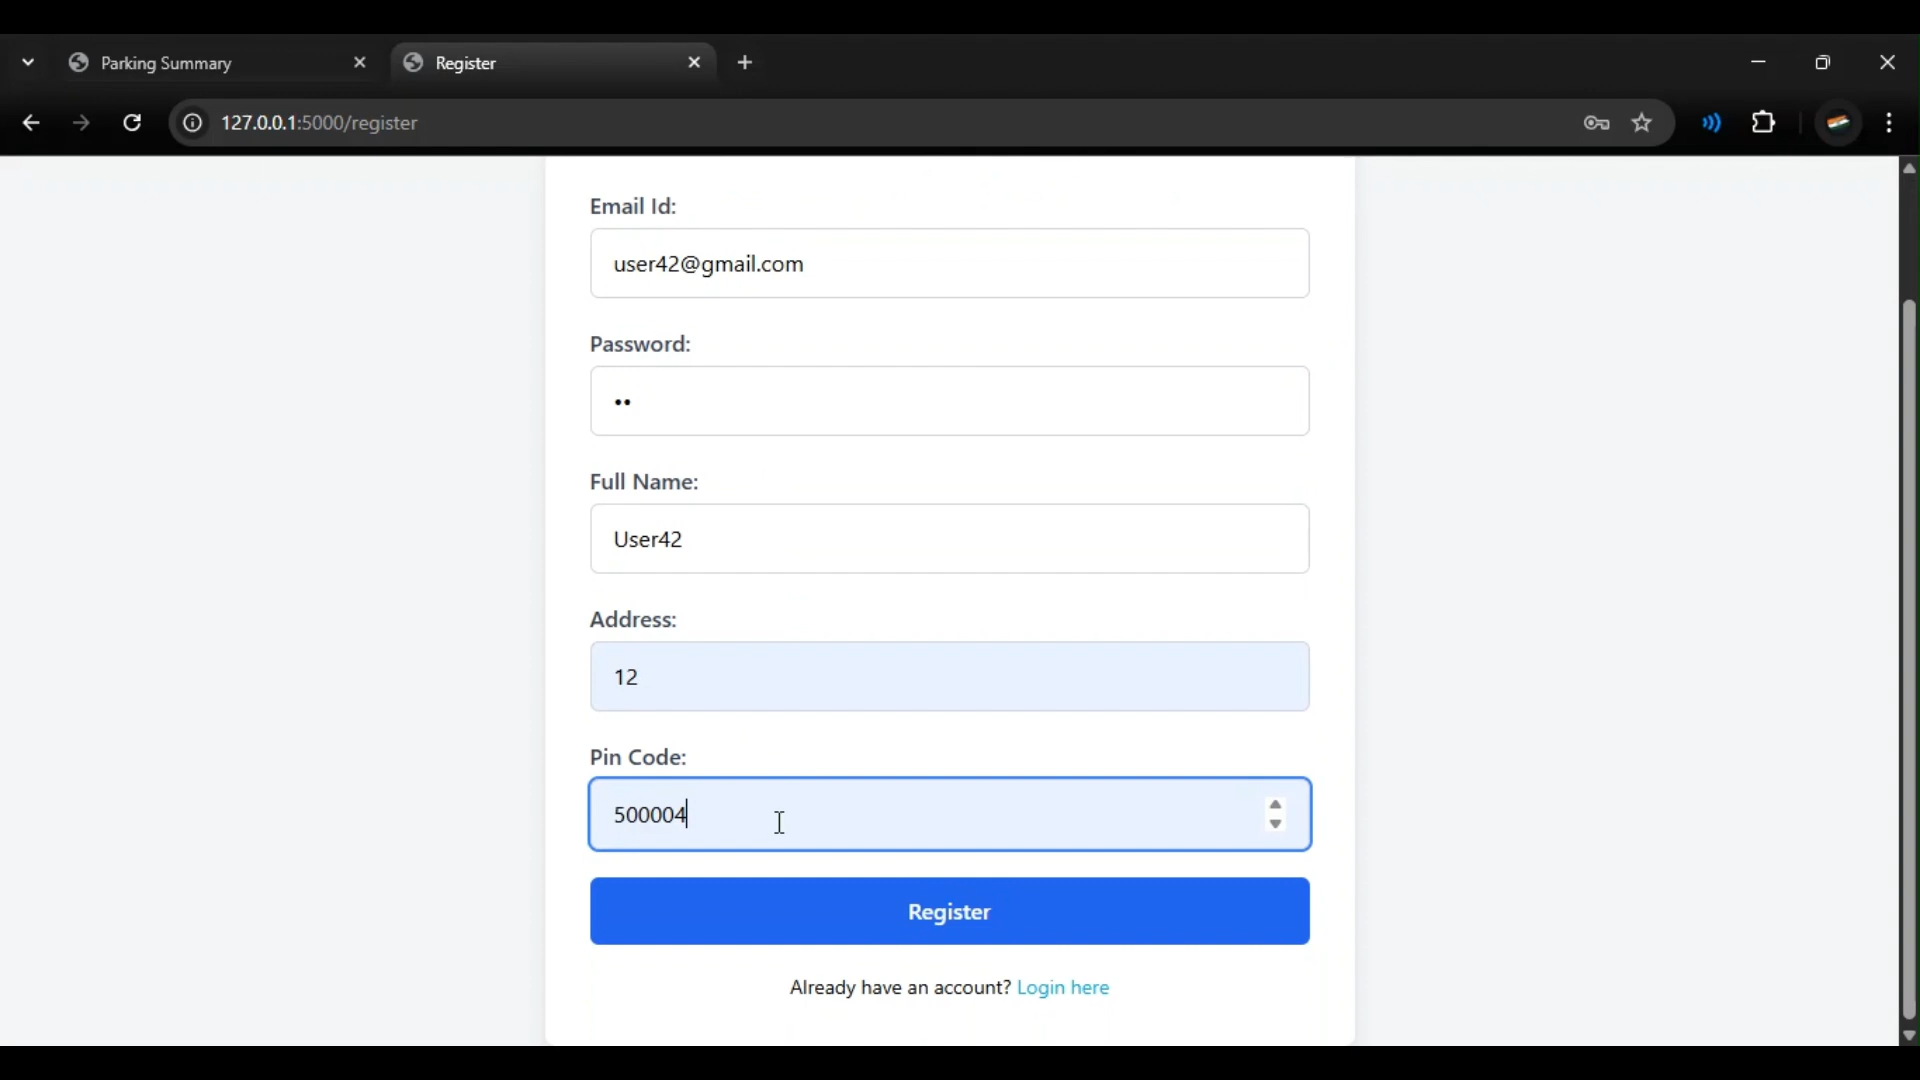 Parking Summary
Register
127.0.0.1:5000/register
Email Id:
user42@gmail.com
Password:
••
Full Name:
User42
Address:
12
Pin Code:
500004
Register
Already have an account? Login here